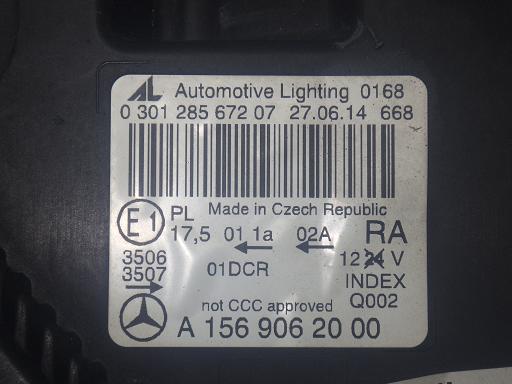 AL Automotive Lighting 0168
0 301 285 672 07 27.06.14 668
E1 PL Made in Czech Republic
17,5 01 1a 02A RA
3506 12 24 V
3507 01DCR INDEX
not CCC approved Q002
A 156 906 20 00